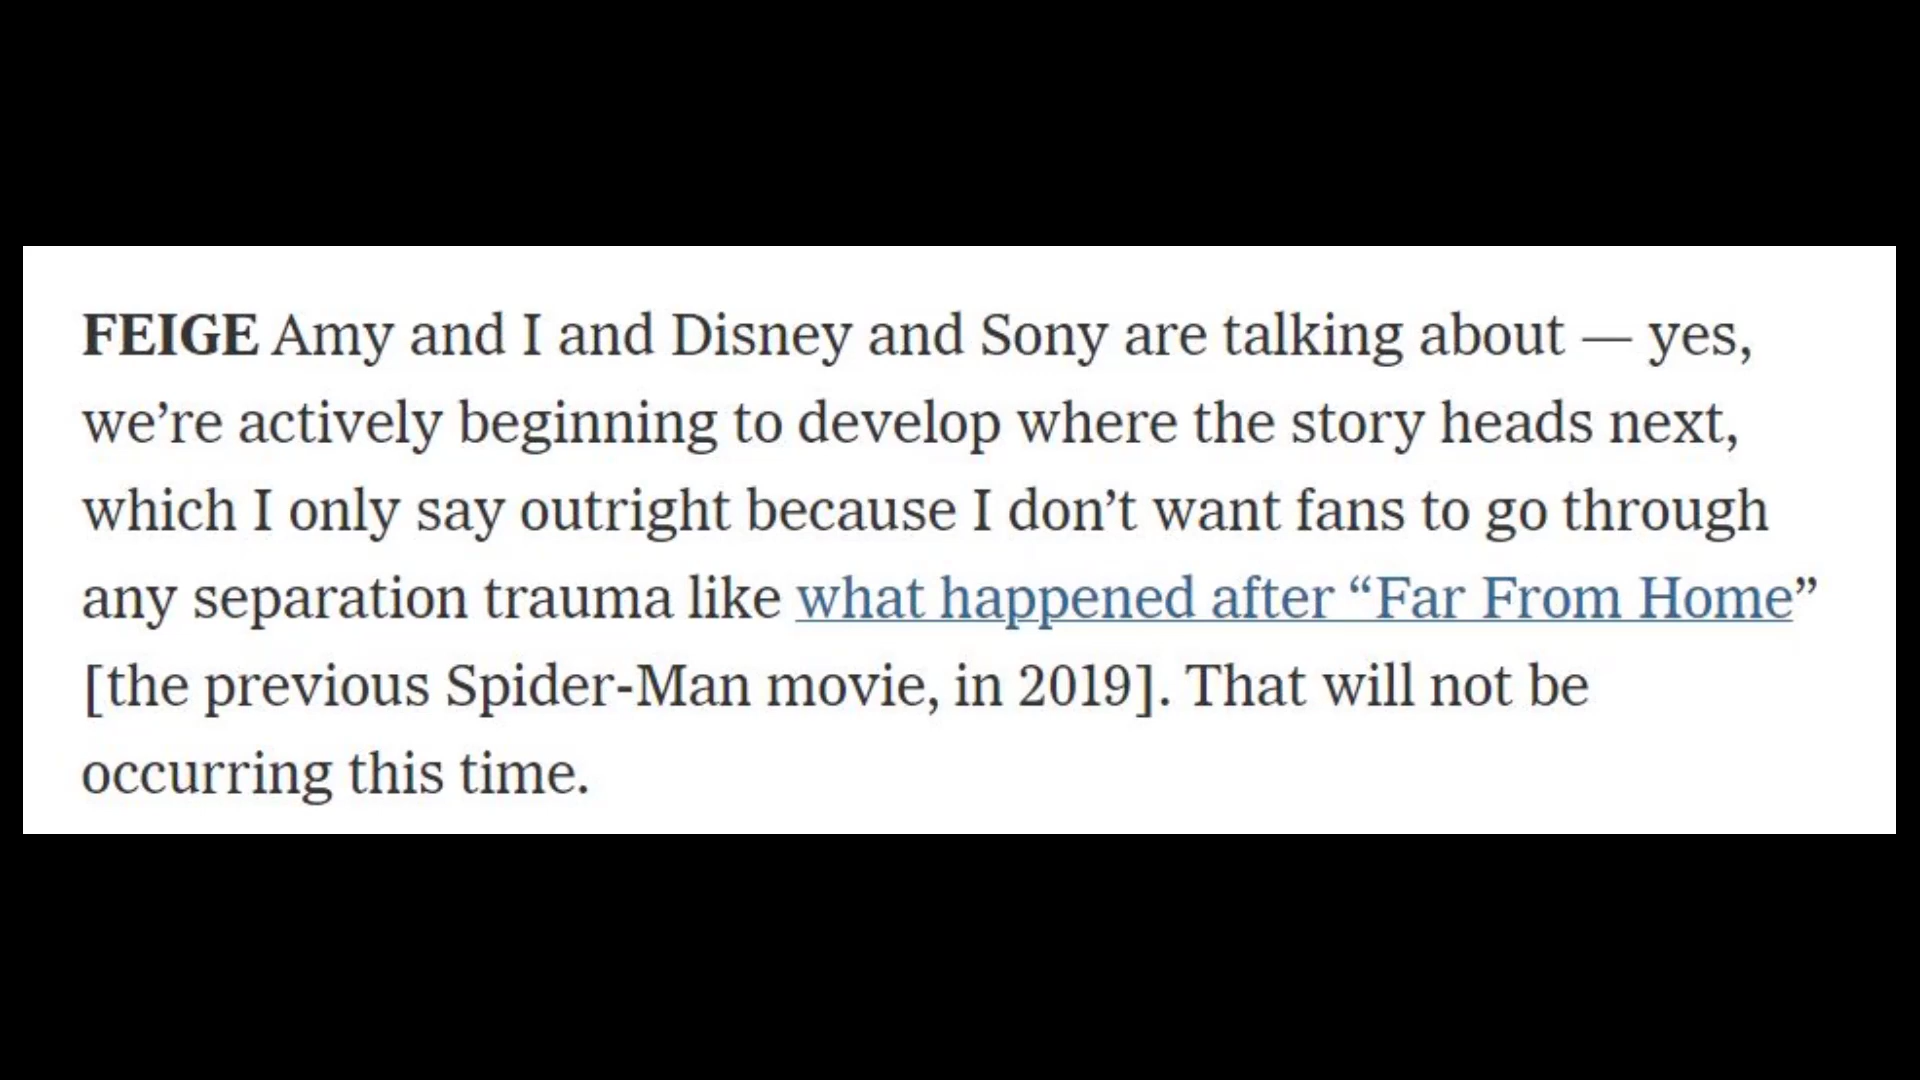 FEIGE Amy and I and Disney and Sony are talking about — yes,
we’re actively beginning to develop where the story heads next,
which I only say outright because I don’t want fans to go through
any separation trauma like what happened after “Far From Home”
[the previous Spider-Man movie, in 2019]. That will not be
occurring this time.